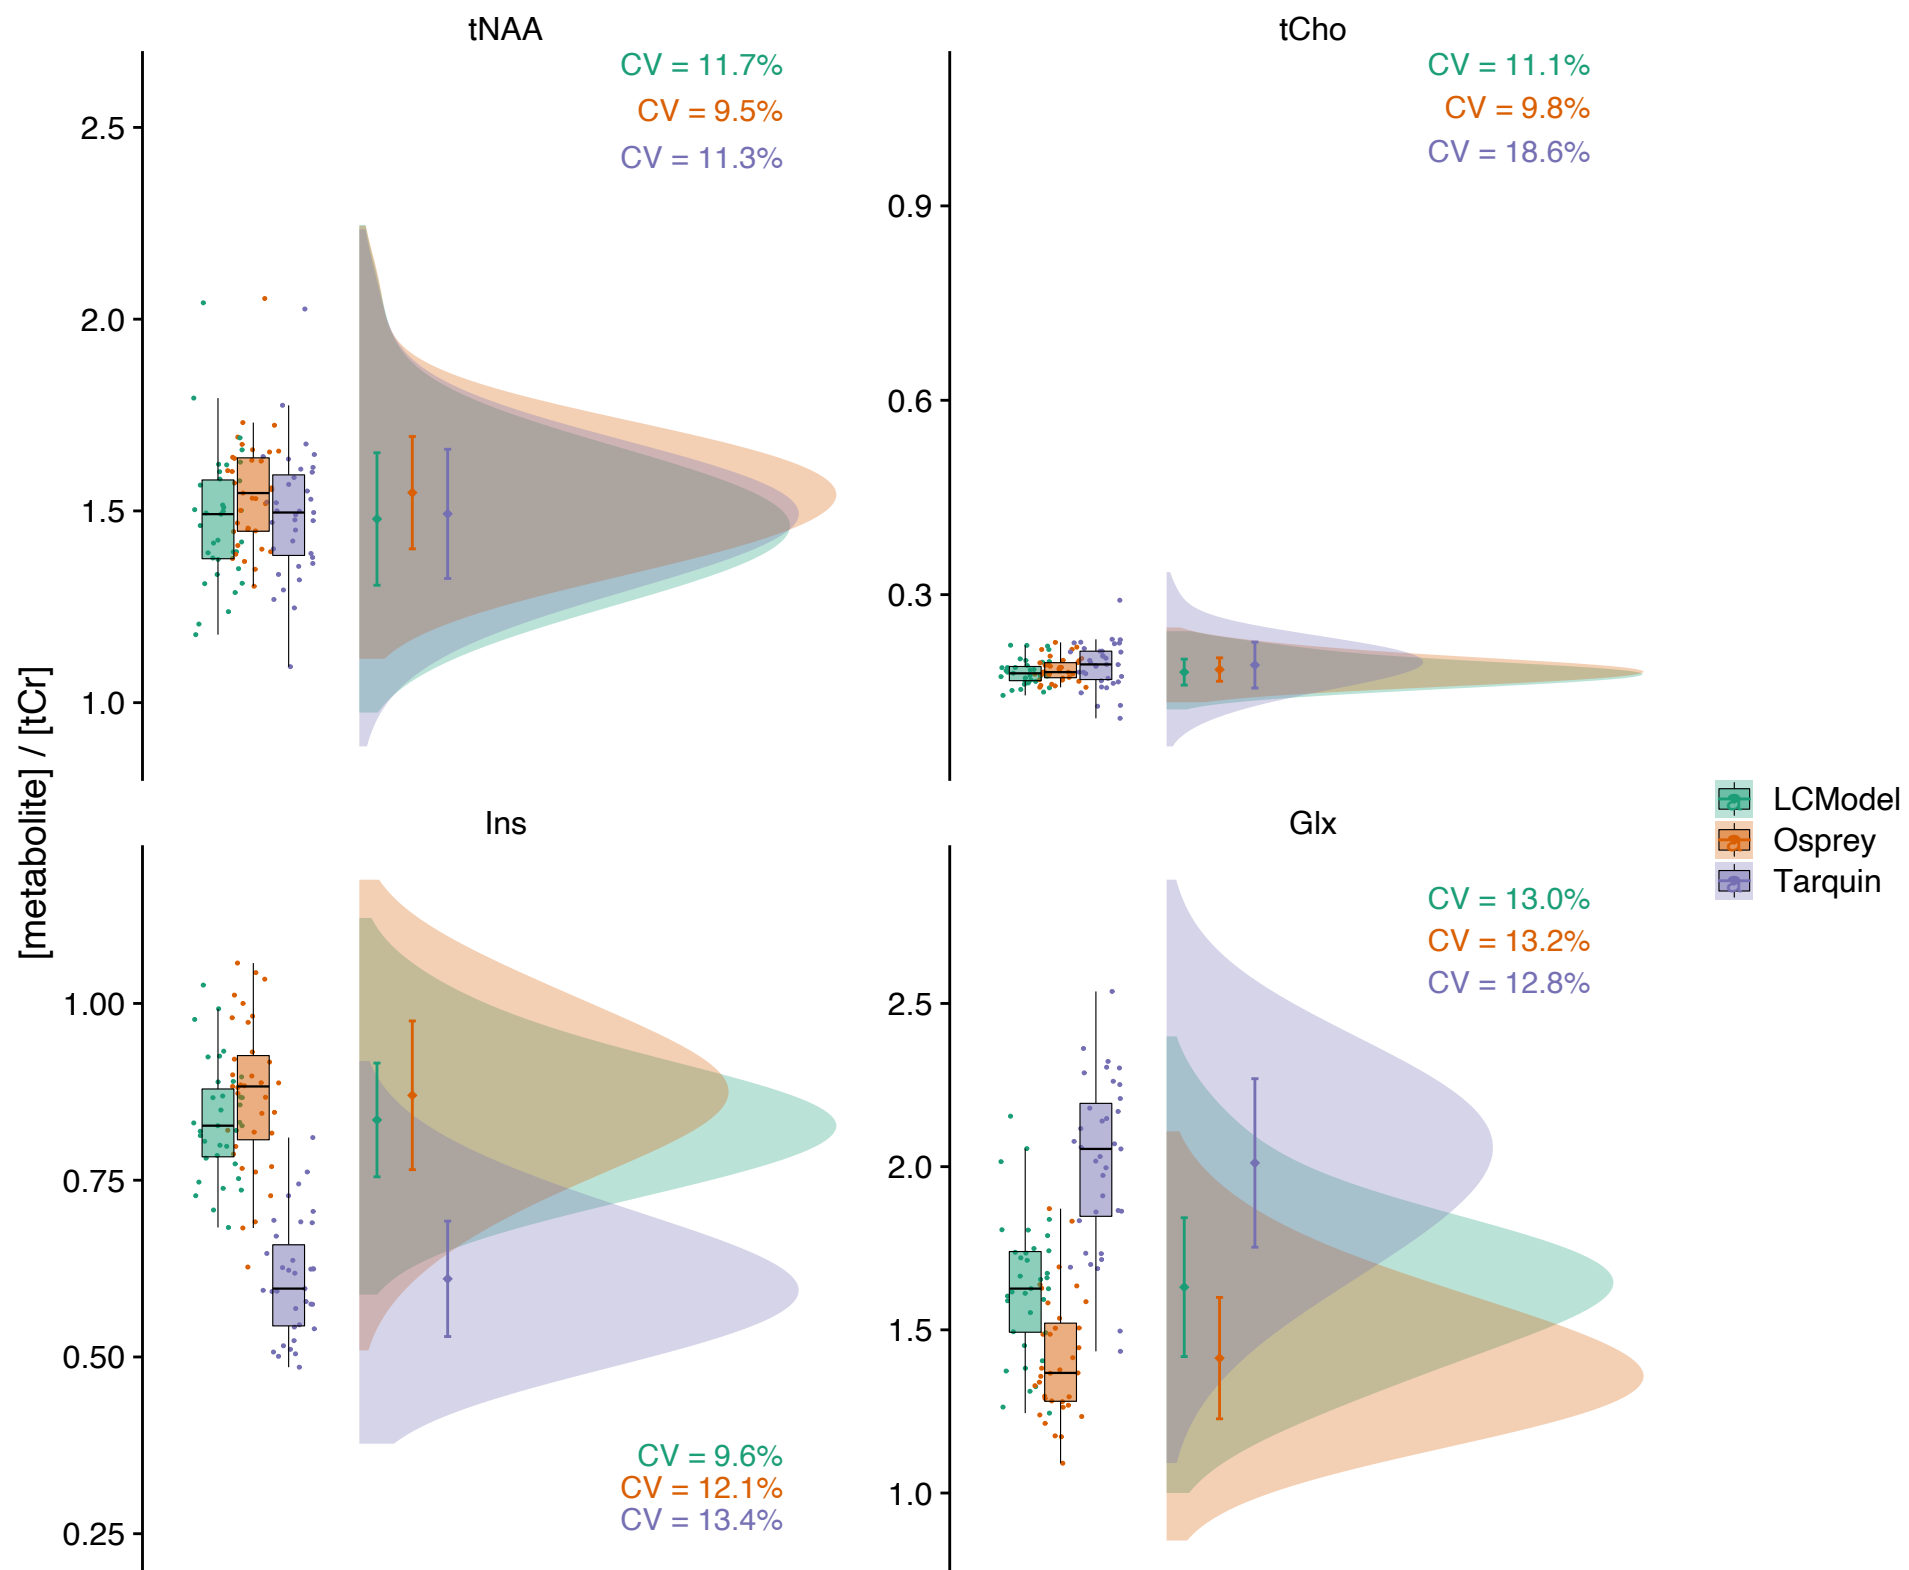 tNAA
CV = 11.7%
CV = 9.5%
CV = 11.3%
2.5
2.0
1.5
1.0
tCho
CV = 11.1%
CV = 9.8%
CV = 18.6%
0.9
0.6
0.3
[metabolite] / [tCr]
Ins
1.00
0.75
0.50
0.25
CV = 9.6%
CV = 12.1%
CV = 13.4%
Glx
CV = 13.0%
CV = 13.2%
CV = 12.8%
2.5
2.0
1.5
1.0
a LCModel
a Osprey
a Tarquin